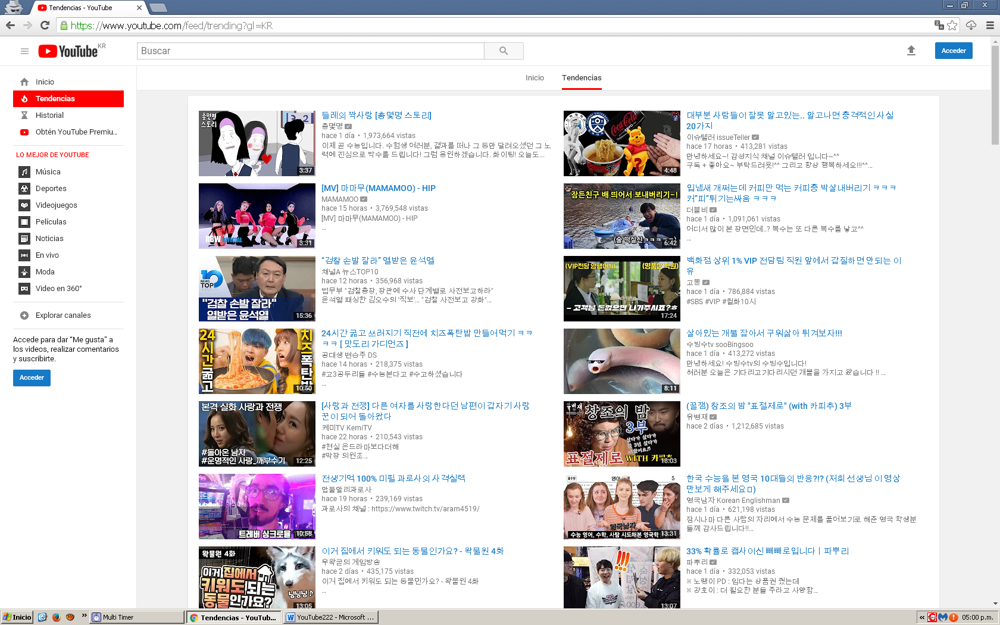 Tendencias - YouTube
https://www.youtube.com/feed/trending?gl=KR
YouTube KR
Buscar
Acceder
Inicio
Tendencias
Inicio
Tendencias
Historial
Obtén YouTube Premiu...
LO MEJOR DE YOUTUBE
Música
Deportes
Videojuegos
Películas
Noticias
En vivo
Moda
Video en 360°
Explorar canales
Accede para dar “Me gusta” a
los videos, realizar comentarios
y suscribirte.
Acceder
총몇명
스토리
3:37
들레의 짝사랑 [총몇명 스토리]
총몇명
hace 1 día • 1,973,664 vistas
이제 곧 수능입니다. 수험생 여러분, 결과를 떠나 그 동안 달려오셨던 그 노
력에 진심으로 박수를 드립니다! 그럼 응원하겠습니다. 화이팅! 오늘도...
Coca-Cola
ZERO
4:48
대부분 사람들이 잘못 알고있는.. 알고나면 충격적인 사실
20가지
이슈텔러 issueTeller
hace 17 horas • 413,281 vistas
안녕하세요~! 감성지식 채널 이슈텔러 입니다~^^
구독 + 좋아요~ 부탁드려욧!^^ 그리고 항상 행복하세요!!!^^...
RBW OFFICIAL
3:31
[MV] 마마무(MAMAMOO) - HIP
MAMAMOO
hace 15 horas • 3,769,548 vistas
[MV] 마마무(MAMAMOO) - HIP
...
잠든친구 배 띄어서 보내버리기~!
(술 떡실신ㅋㅋㅋㅋㅋ)
6:42
입냄새 개쩌는데 커피만 먹는 커피충 박살내버리기 ㅋㅋㅋ
커”피”튀기는싸움 ㅋㅋㅋ
더블비
hace 1 día • 1,091,061 vistas
어디서 많이 본 장면인데..? 복수는 또 다른 복수를 낳고^^
...
NEWS
TOP10
"검찰 손발 잘라"
열받은 윤석열
15:36
“검찰 손발 잘라” 열받은 윤석열
채널A 뉴스TOP10
hace 12 horas • 356,968 vistas
법무부 "검찰총장, 장관에 수사 단계별로 사전보고하라"
윤석열 패싱한 김오수의 '직보'... "검찰 사전보고 강화"...
(VIP전담 암행어사)
(명품샵 직원)
- 고객님 돈없으면 나가주시죠?ㅎ
17:24
백화점 상위 1% VIP 전담팀 직원 앞에서 갑질하면 안되는 이
유
고몽
hace 1 día • 786,884 vistas
#SBS #VIP #월화10시
24시간굶고
치즈폭탄밥
10:50
24시간 굶고 쓰러지기 직전에 치즈폭탄밥 만들어먹기 ㅋㅋ
ㅋㅋ [ 맛도리 가디언즈 ]
공대생 변승주 DS
hace 14 horas • 218,375 vistas
#고3공두리들 #수능본다고 #수고하셨습니다
...
8:11
살아있는 개불 잡아서 구워삶아 튀겨보자!!!
수빙수tv sooBingsoo
hace 1 día • 413,272 vistas
안녕하세요! 수빙수tv의 수빙수입니다!
혀러분 오늘은 기다리고기다리시던 개불을 가지고 왔습니다 !! ...
본격 실화 사랑과 전쟁
#돌아온 남자
#운명적인 사랑_깨부수기
12:25
[사랑과 전쟁] 다른 여자를 사랑한다던 남편이 갑자기 사랑
꾼이 되어 돌아왔다
케미TV KemiTV
hace 22 horas • 210,543 vistas
#현실은드라마보다더해
#막장 의원조...
유병재
창조의 밤
3부
표절제로
WITH 카피추
18:03
(꿀잼) 창조의 밤 "표절제로" (with 카피추) 3부
유병재
hace 2 días • 1,212,685 vistas
트레버 싱크로율
10:58
전생기억 100% 미필 과로사의 사격실력
압둘알리과로사
hace 19 horas • 239,169 vistas
과로사의 채널 : https://www.twitch.tv/aram4519/
영국남자
수능 영어, 수학, 사탐 시도해본 영국학
13:31
한국 수능을 본 영국 10대들의 반응?!? (저희 선생님 이 영상
안보게 해주세요□)
영국남자 Korean Englishman
hace 1 día • 621,198 vistas
잠시나마 다른 사람의 자리에서 수능 문제를 풀어보기로 해준 영국 학생분
들께 감사드립니다!!...
왁물원 4화
이거 집에서
키워도 되는
동물인가요?
닝닝닝♪
13:05
이거 집에서 키워도 되는 동물인가요? - 왁물원 4화
우왁굳의 게임방송
hace 2 días • 435,175 vistas
이거 집에서 키워도 되는 동물인가요? - 왁물원 4화
...
!!!
13:07
33% 확률로 캡사이신 빼빼로입니다ㅣ파뿌리
파뿌리
hace 1 día • 332,053 vistas
※ 노랭이 PD : 임다는 상품권 줬는데
※ 강호이 : 더 필요한 분들 주라고 사양함...
Inicio
»
Multi Timer
Tendencias - YouTub...
YouTube222 - Microsoft ...
«
05:00 p.m.